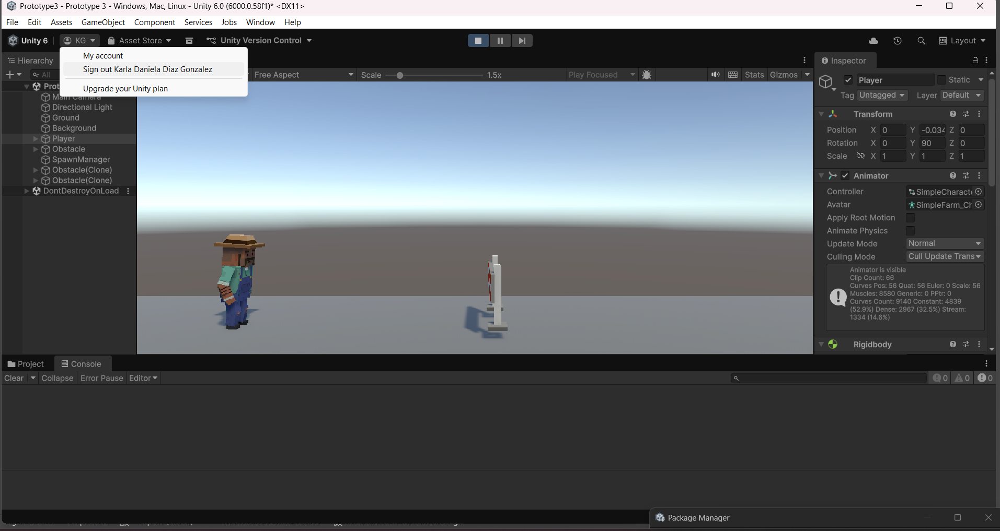 Prototype3 - Prototype 3 - Windows, Mac, Linux - Unity 6.0 (6000.0.58f1)* <DX11>
File Edit Assets GameObject Component Services Jobs Window Help
Unity 6 KG Asset Store Unity Version Control Layout
My account
Sign out Karla Daniela Diaz Gonzalez
Upgrade your Unity plan
Hierarchy
All
Prot
Main Camera
Directional Light
Ground
Background
Player
Obstacle
SpawnManager
Obstacle(Clone)
Obstacle(Clone)
DontDestroyOnLoad
Free Aspect Scale 1.5x Play Focused Stats Gizmos
Inspector
Player Static
Tag Untagged Layer Default
Transform
Position X 0 Y -0.034 Z 0
Rotation X 0 Y 90 Z 0
Scale X 1 Y 1 Z 1
Animator
Controller SimpleCharacte
Avatar SimpleFarm_Ch
Apply Root Motion
Animate Physics
Update Mode Normal
Culling Mode Cull Update Trans
Animator is visible
Clip Count: 66
Curves Pos: 56 Quat: 56 Euler: 0 Scale: 56
Muscles: 8580 Generic: 0 PPtr: 0
Curves Count: 9140 Constant: 4839
(52.9%) Dense: 2967 (32.5%) Stream:
1334 (14.6%)
Rigidbody
Project Console
Clear Collapse Error Pause Editor 0 0 0
Package Manager